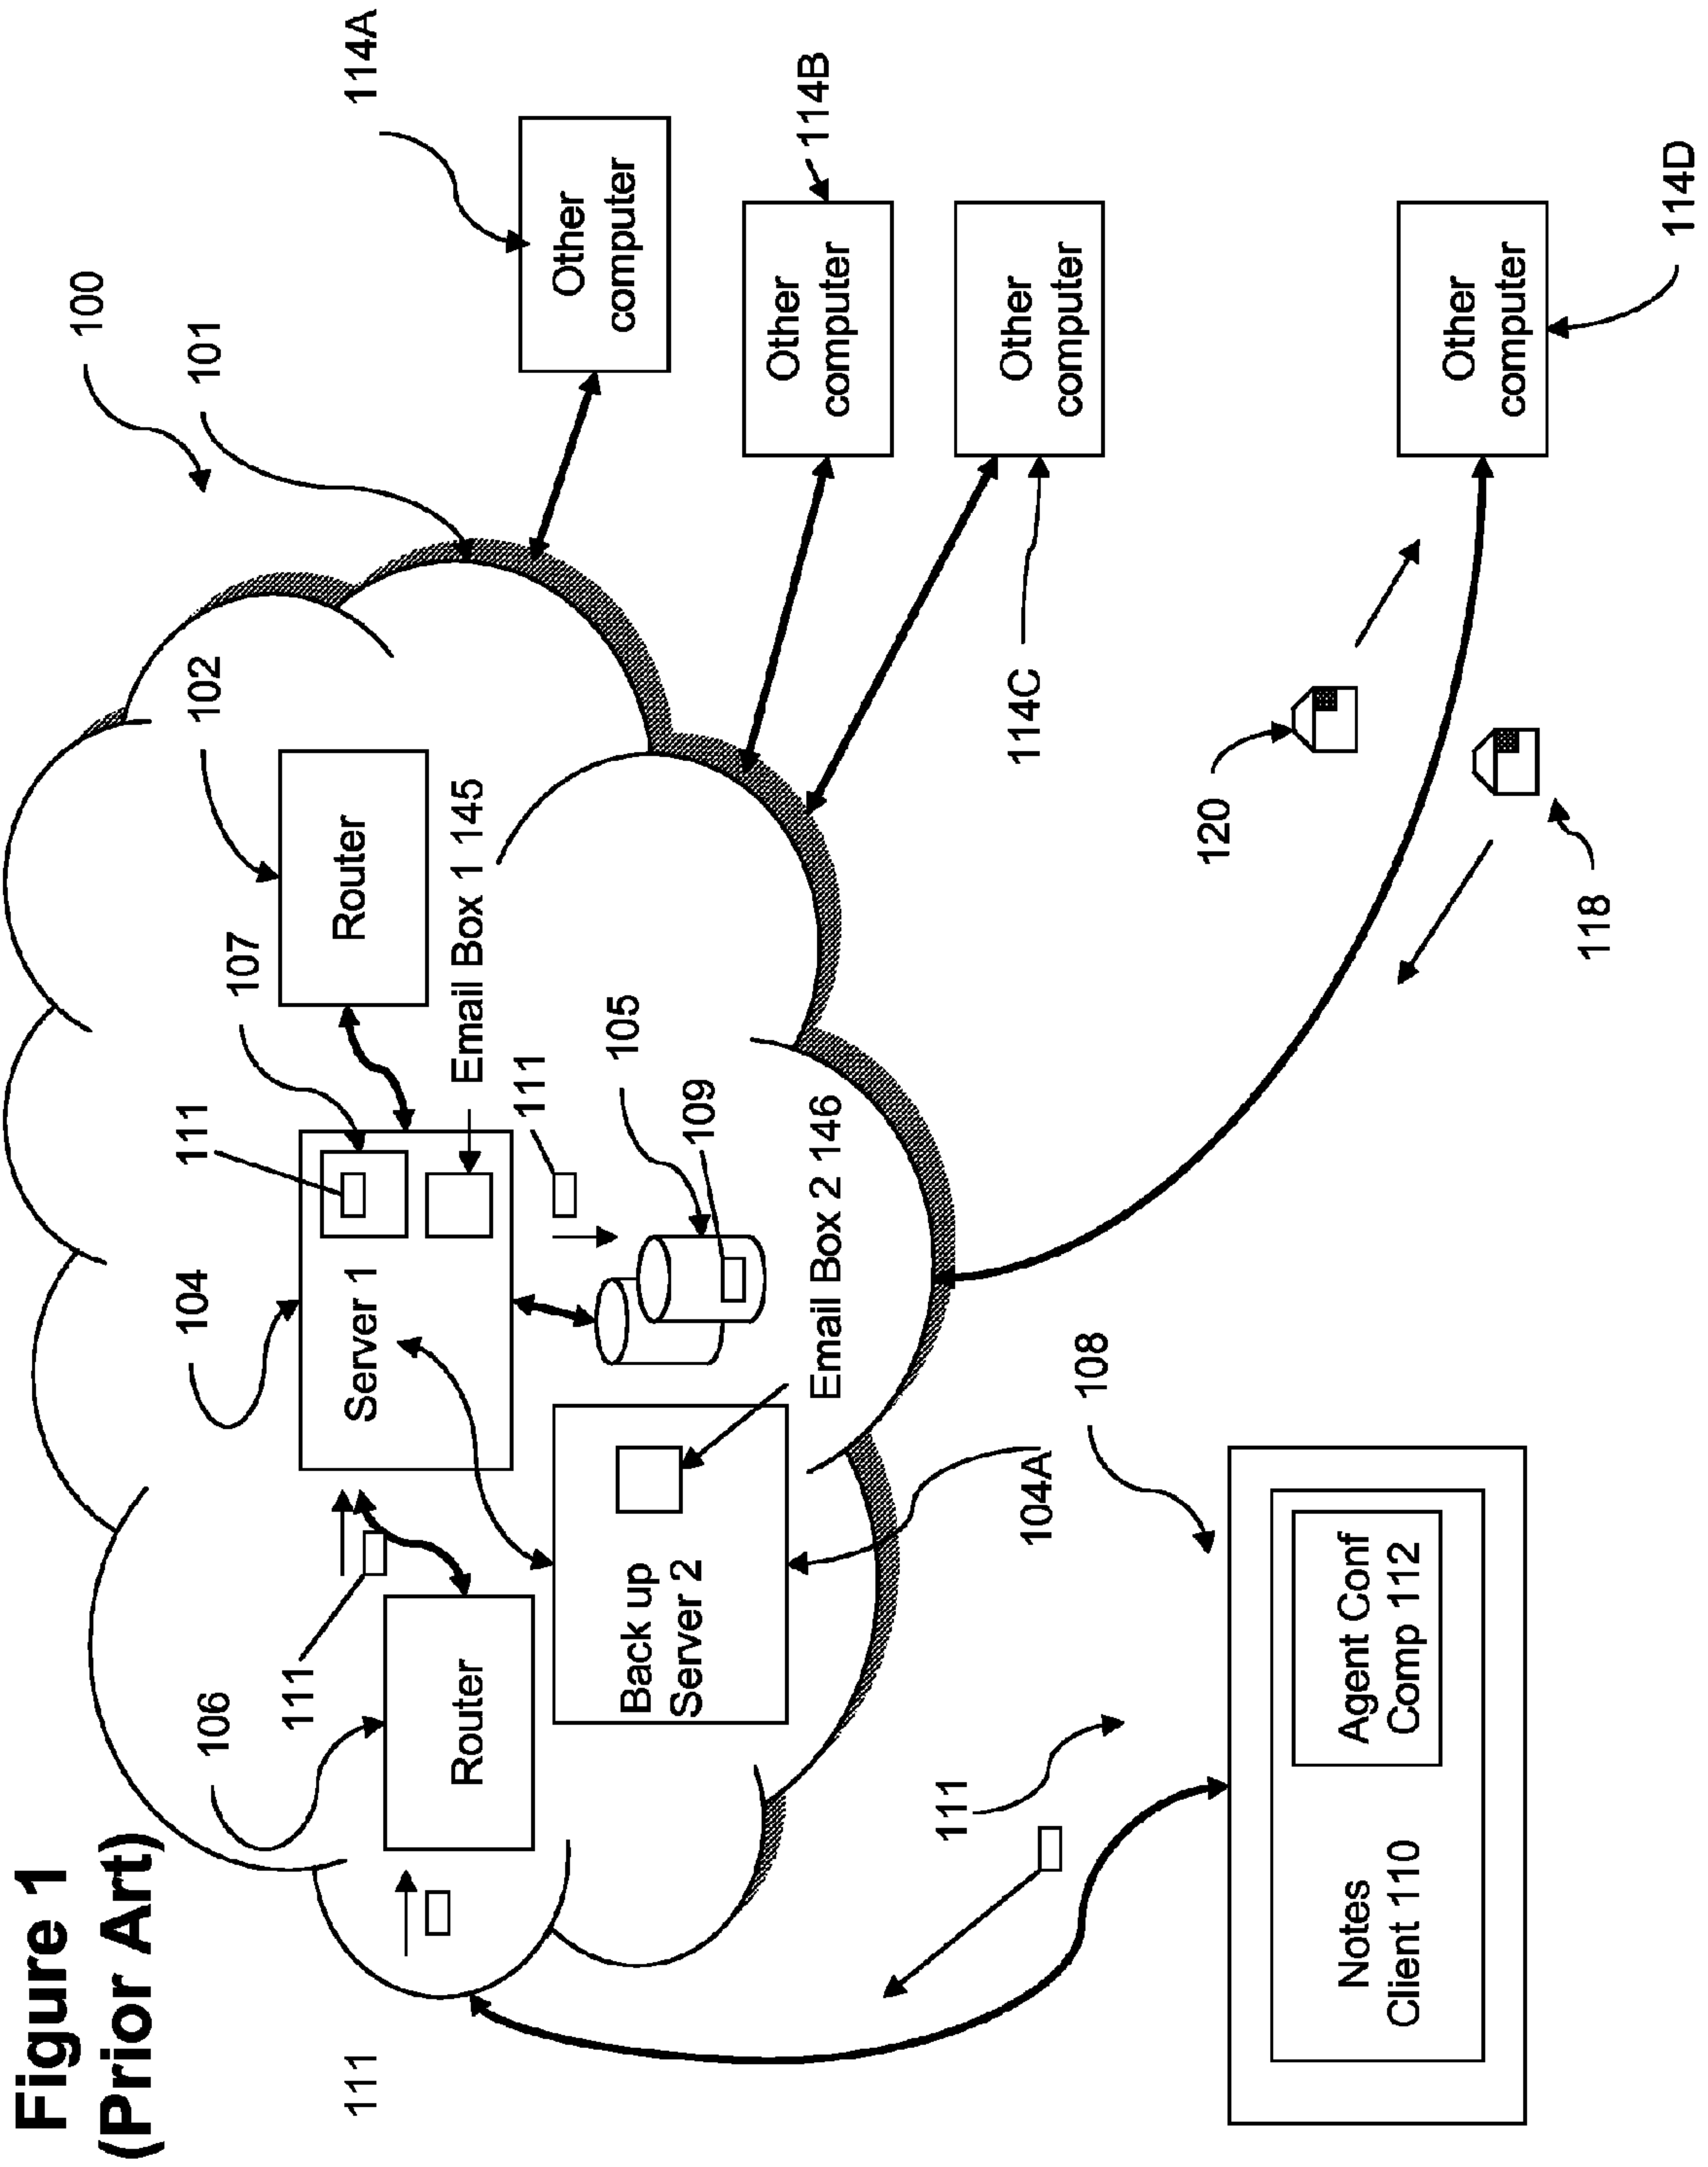 Figure 1
(Prior Art)
100
101
102
107
111
104
106
111
111
Router
Server 1
Router
Email Box 1 145
111
105
109
Back up
Server 2
Email Box 2 146
104A
111
108
Notes
Client 110
Agent Conf
Comp 112
114A
Other
computer
114B
Other
computer
114C
Other
computer
114D
Other
computer
120
118